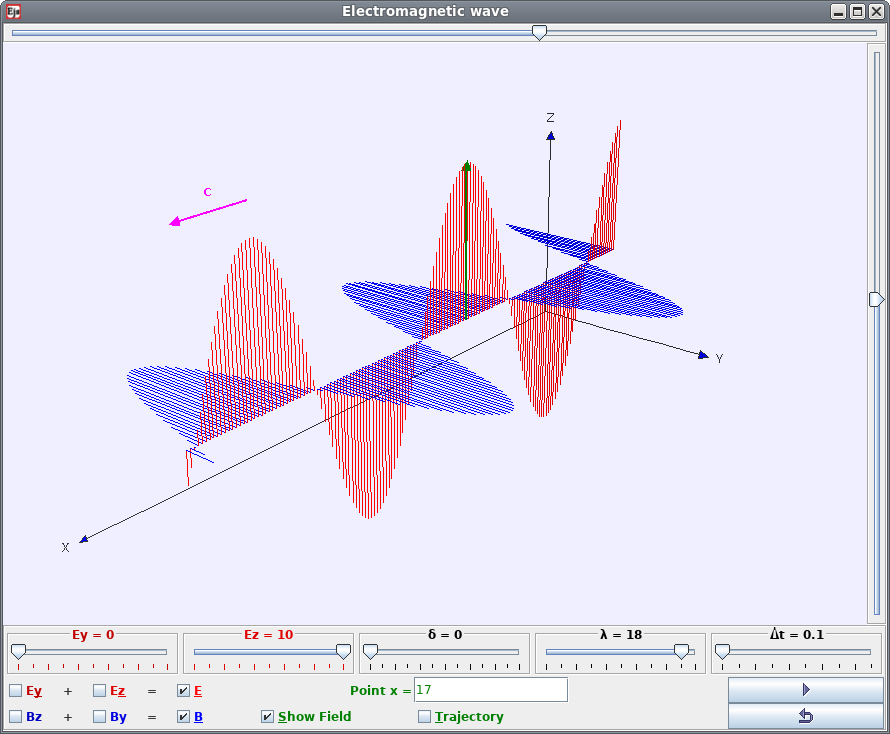 Electromagnetic wave
Z
C
Y
X
Ey = 0 Ez = 10 δ = 0 λ = 18 Δt = 0.1
Ey + Ez = E Point x = 17
Bz + By = B Show Field Trajectory